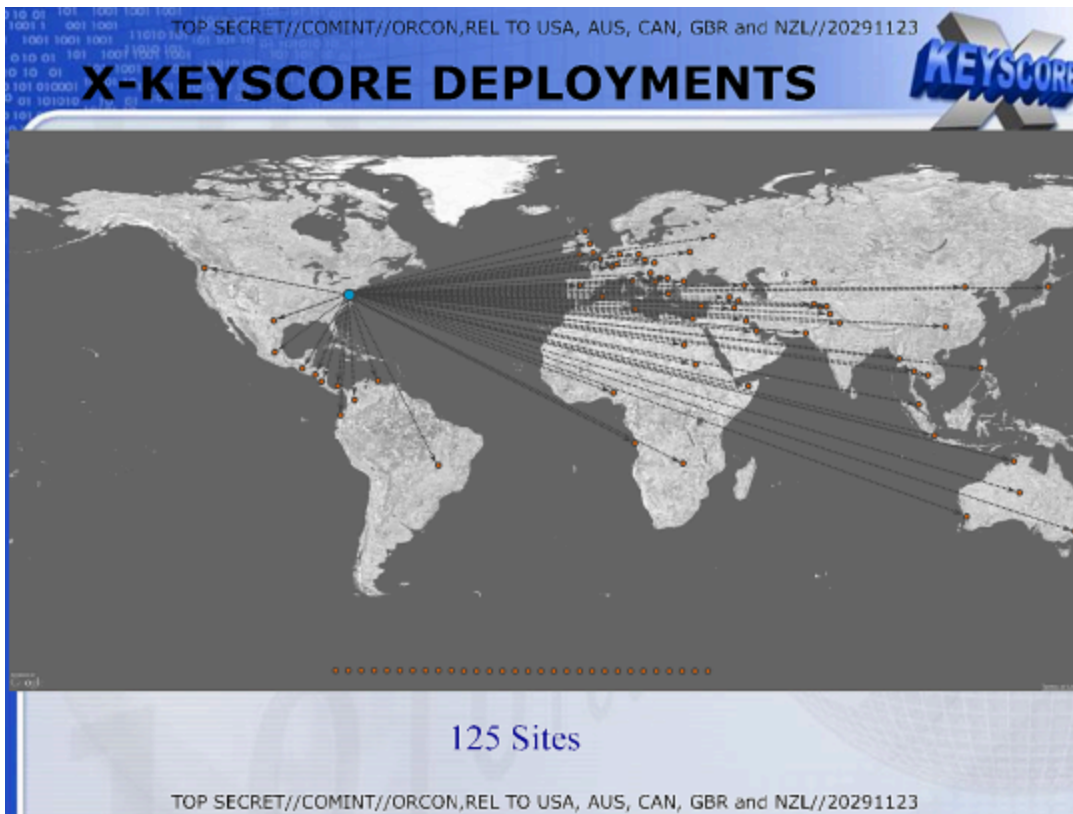 TOP SECRET//COMINT//ORCON,REL TO USA, AUS, CAN, GBR and NZL//20291123
X-KEYSCORE DEPLOYMENTS
X KEYSCORE
125 Sites
TOP SECRET//COMINT//ORCON,REL TO USA, AUS, CAN, GBR and NZL//20291123